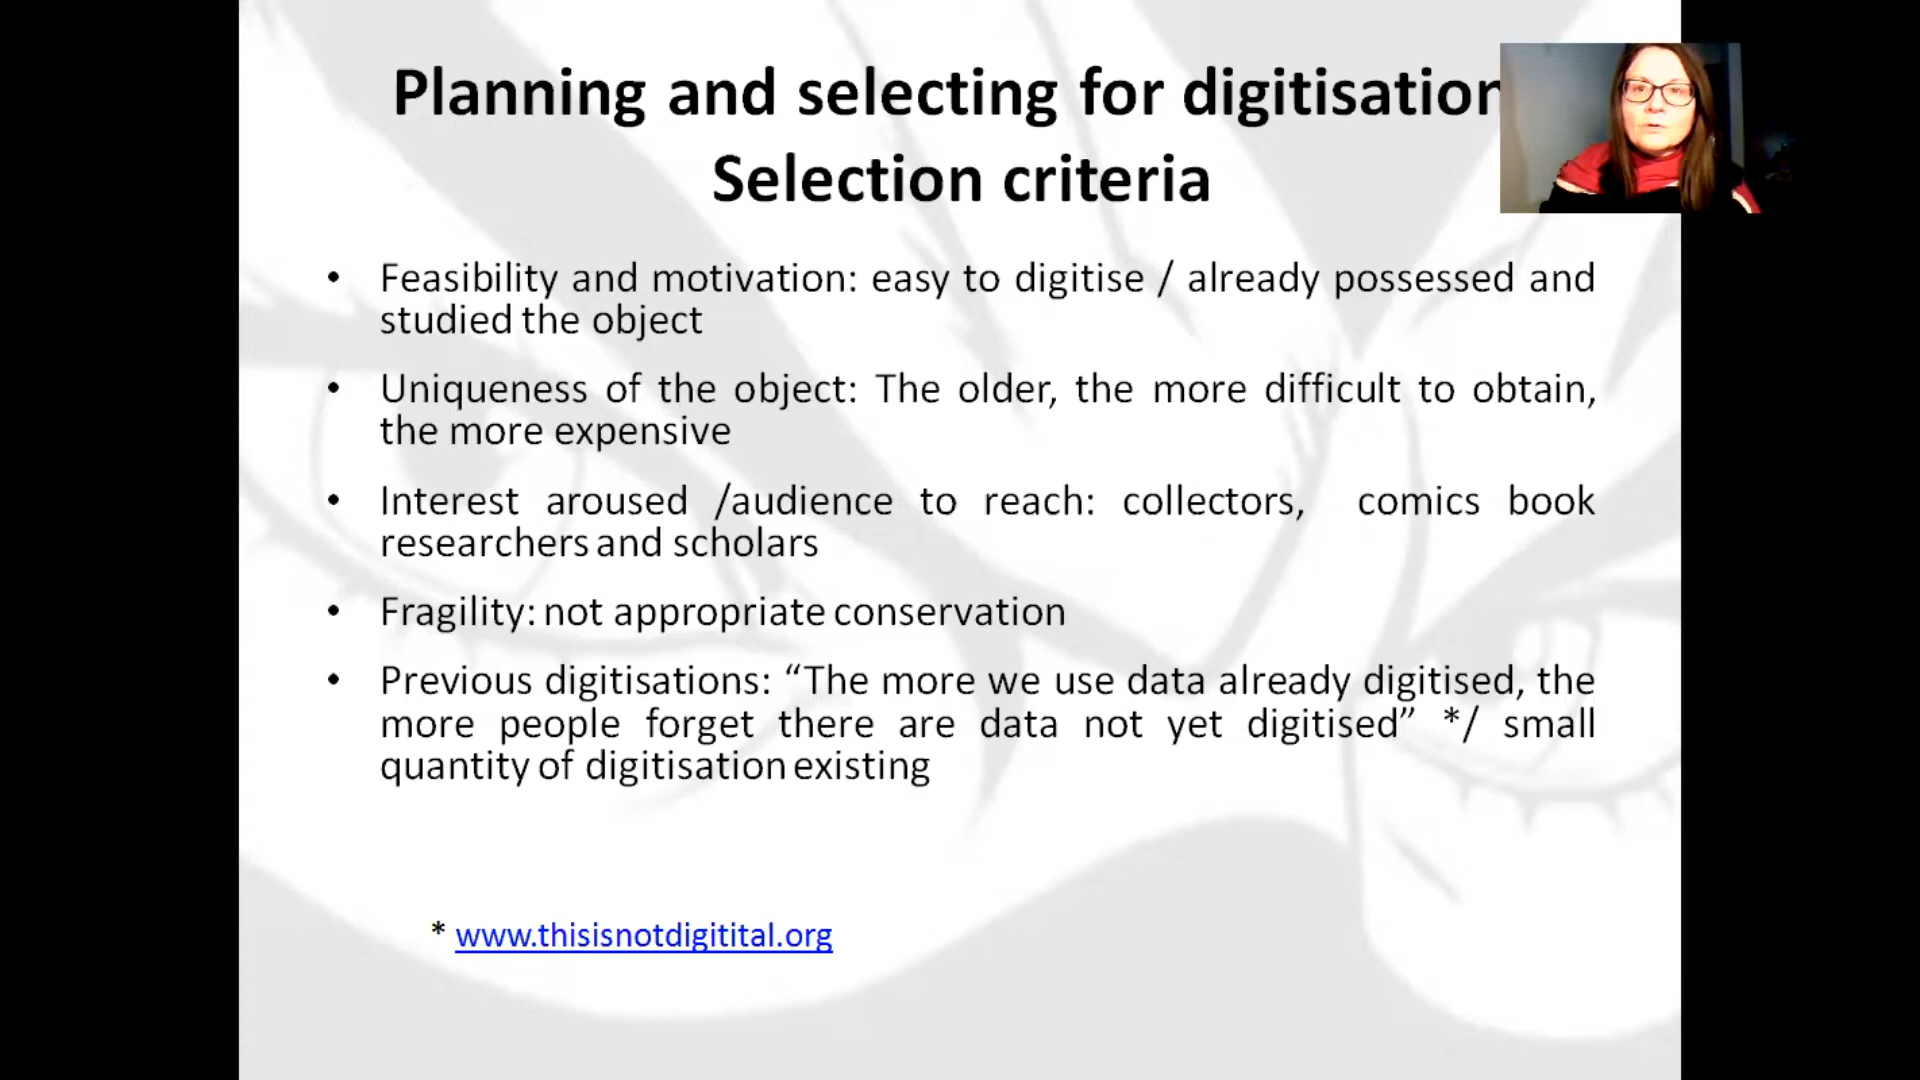 Planning and selecting for digitisation
Selection criteria
• Feasibility and motivation: easy to digitise / already possessed and
studied the object
• Uniqueness of the object: The older, the more difficult to obtain,
the more expensive
• Interest aroused /audience to reach: collectors, comics book
researchers and scholars
• Fragility: not appropriate conservation
• Previous digitisations: “The more we use data already digitised, the
more people forget there are data not yet digitised” */ small
quantity of digitisation existing
* www.thisisnotdigitital.org